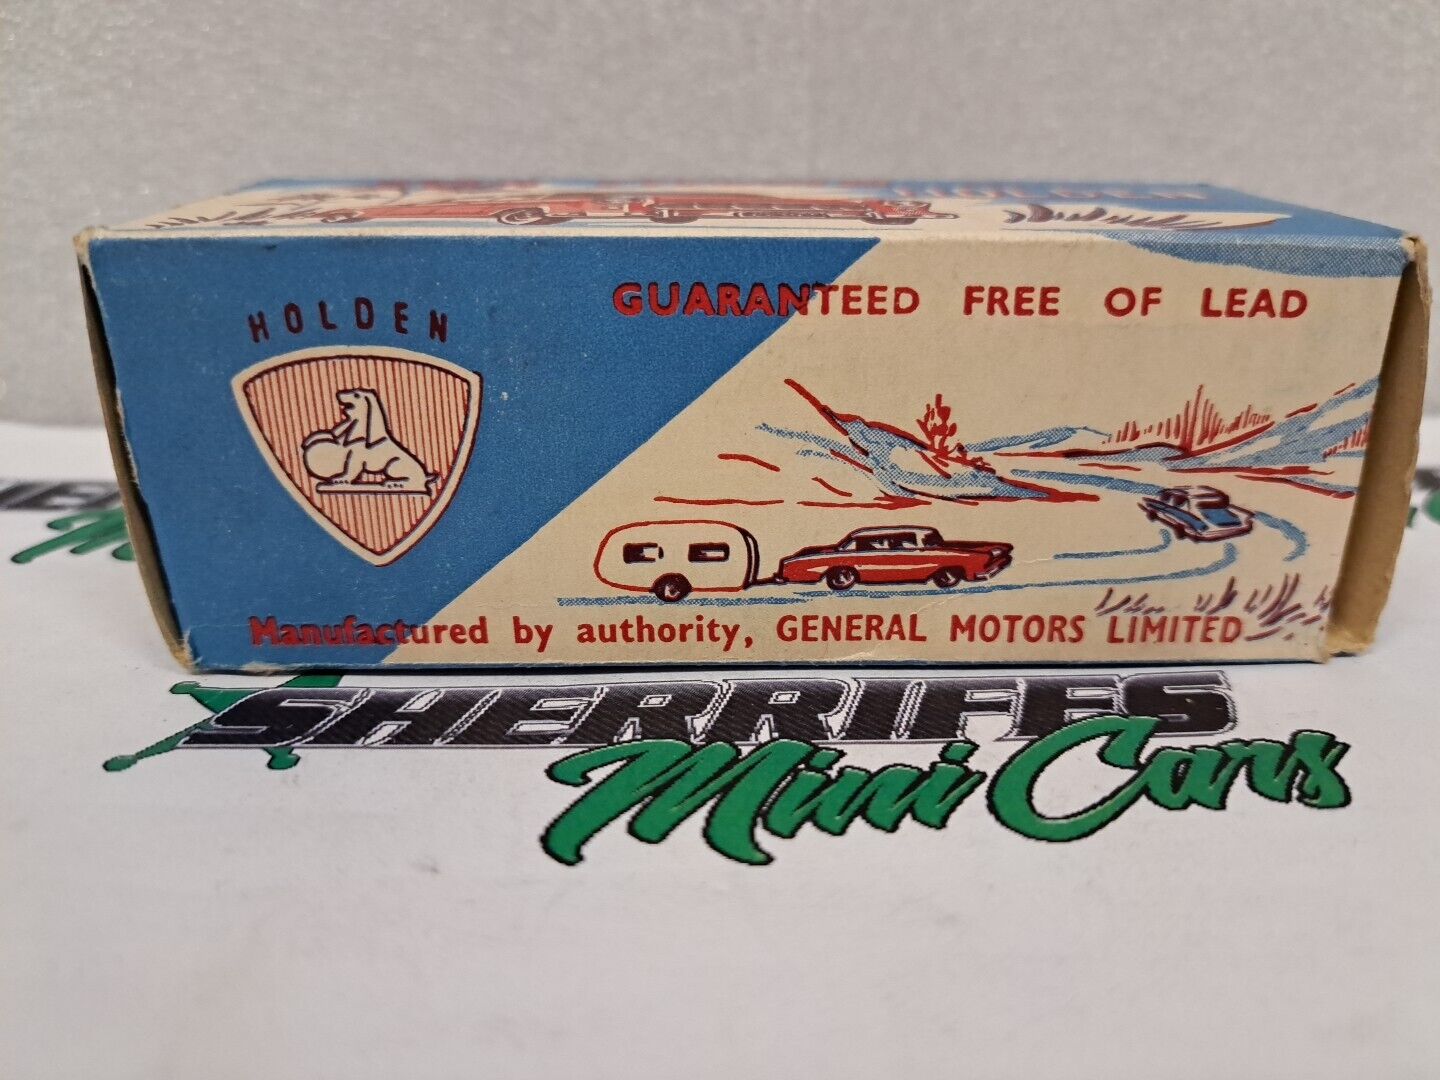 HOLDEN
GUARANTEED FREE OF LEAD
Manufactured by authority, GENERAL MOTORS LIMITED
SHERRIFFS
Mini Cars